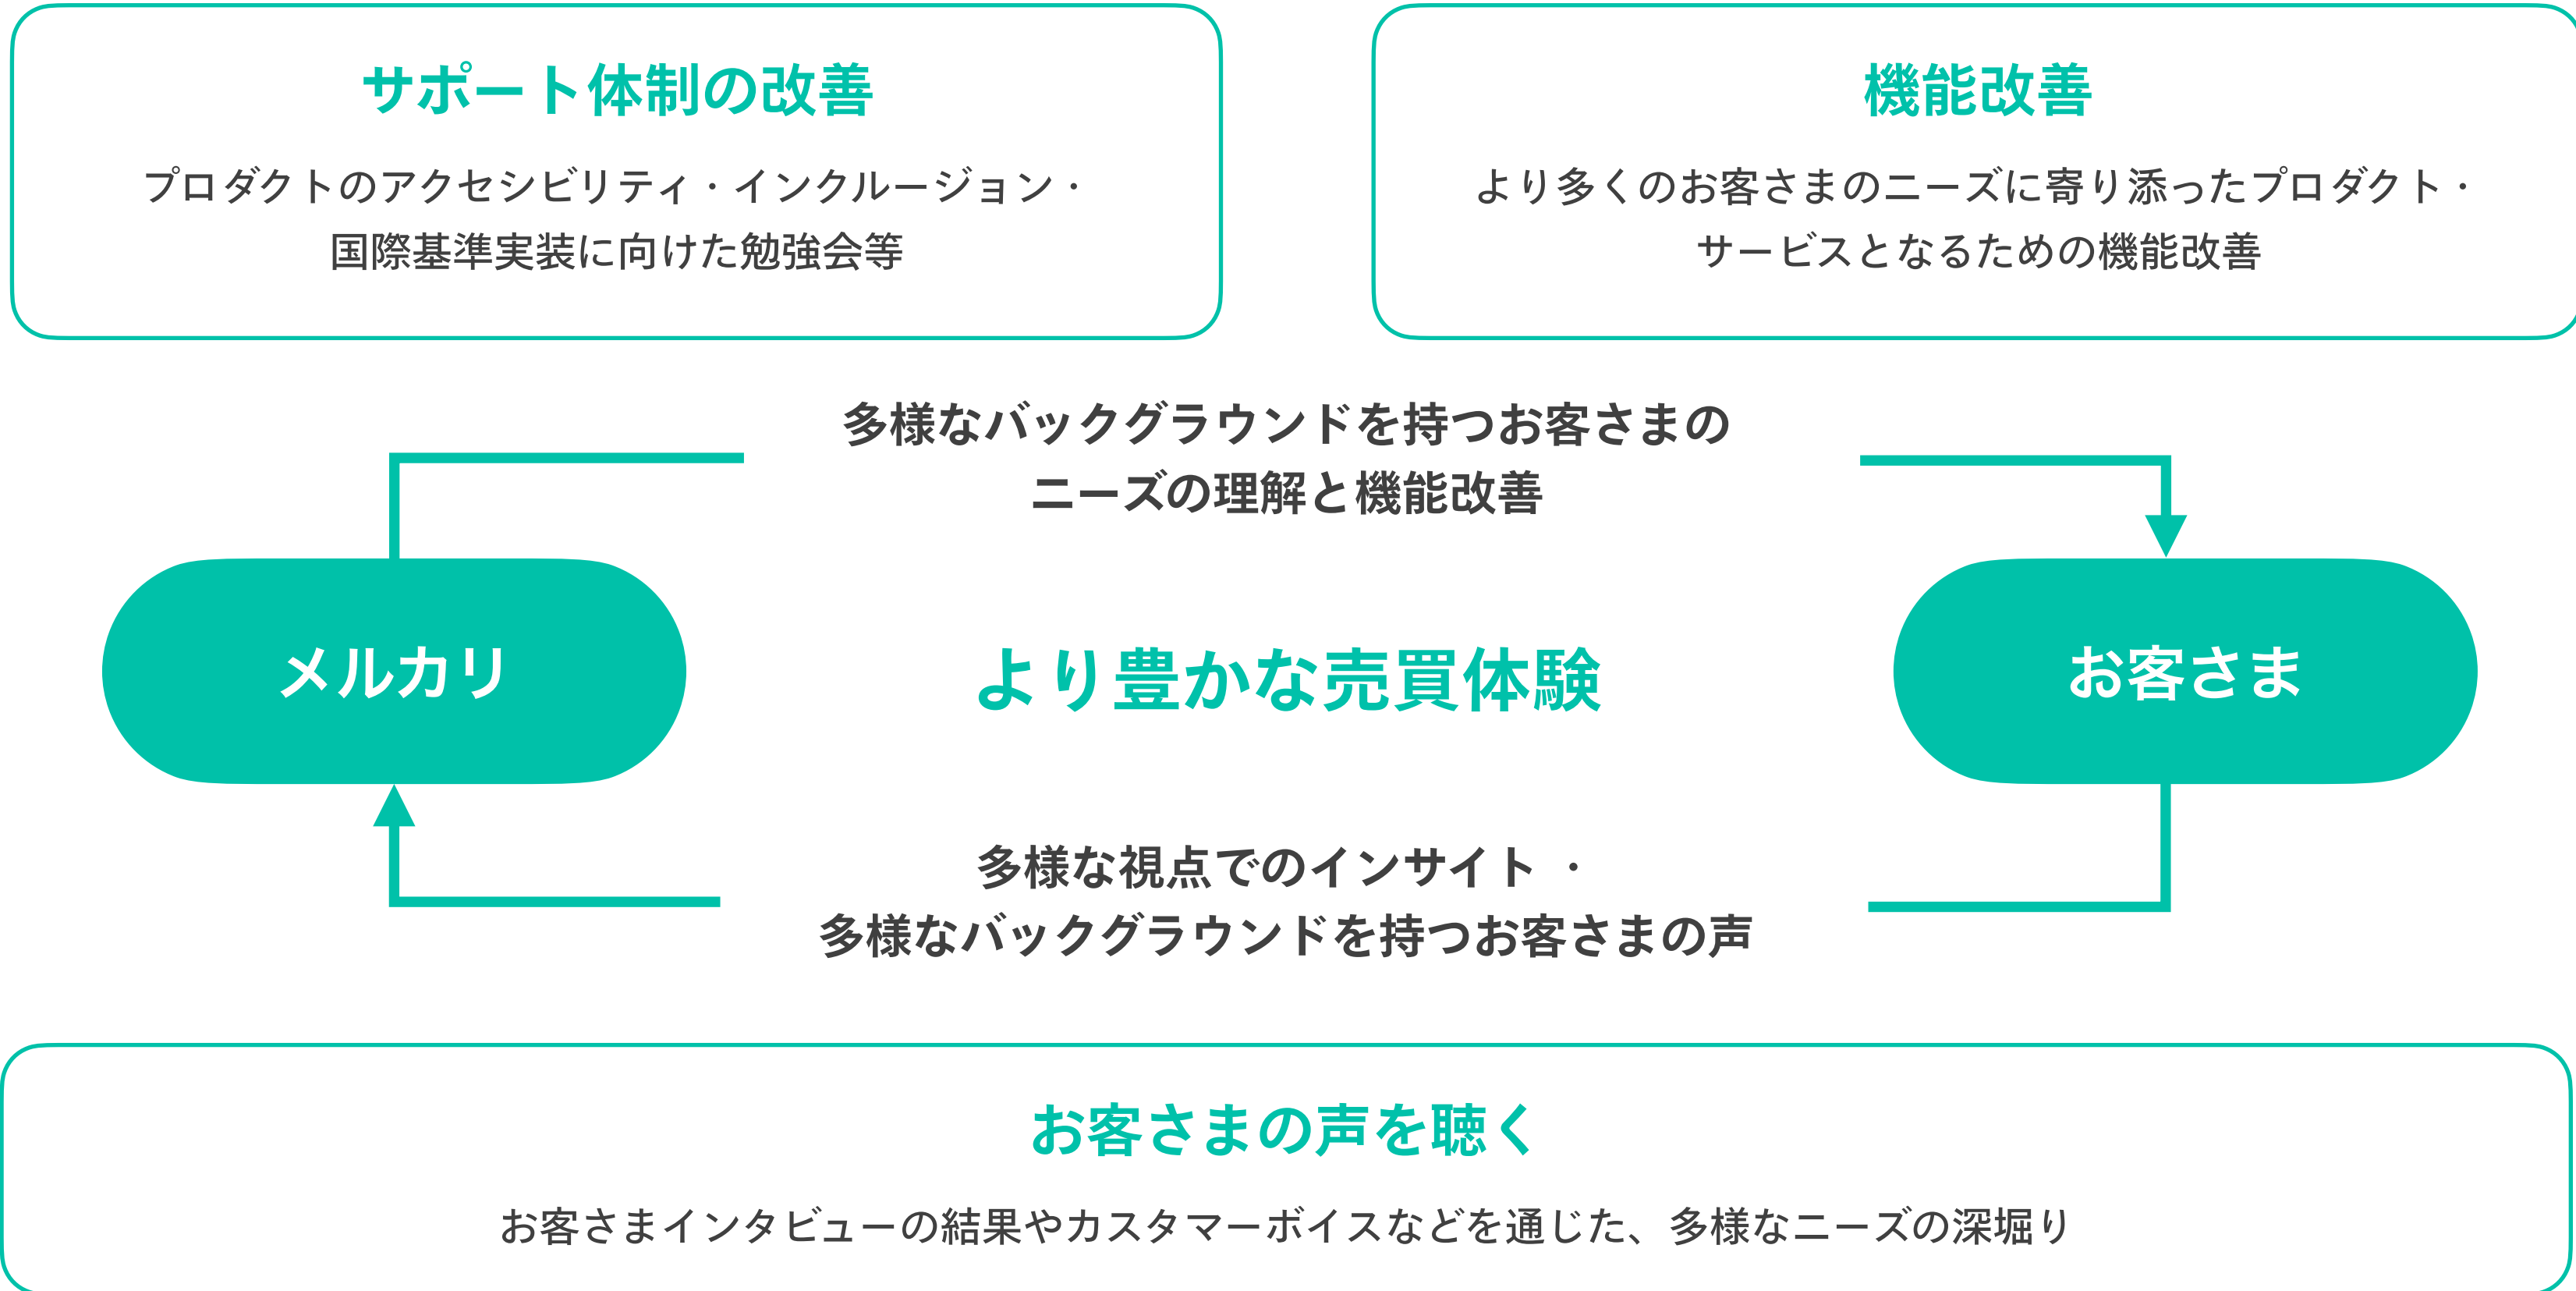 サポート体制の改善
プロダクトのアクセシビリティ・インクルージョン・
国際基準実装に向けた勉強会等
機能改善
より多くのお客さまのニーズに寄り添ったプロダクト・
サービスとなるための機能改善
多様なバックグラウンドを持つお客さまの
ニーズの理解と機能改善
メルカリ
より豊かな売買体験
お客さま
多様な視点でのインサイト ・
多様なバックグラウンドを持つお客さまの声
お客さまの声を聴く
お客さまインタビューの結果やカスタマーボイスなどを通じた、多様なニーズの深堀り